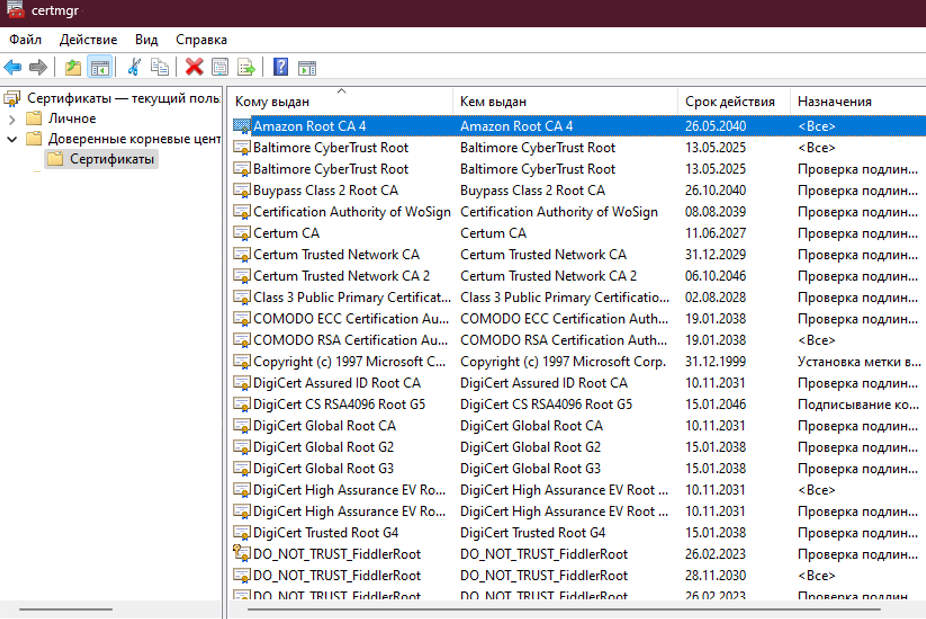 certmgr
Файл Действие Вид Справка
Сертификаты — текущий поль
Личное
Доверенные корневые цент
Сертификаты
Кому выдан Кем выдан Срок действия Назначения
Amazon Root CA 4 Amazon Root CA 4 26.05.2040 <Все>
Baltimore CyberTrust Root Baltimore CyberTrust Root 13.05.2025 <Все>
Baltimore CyberTrust Root Baltimore CyberTrust Root 13.05.2025 Проверка подлин...
Buypass Class 2 Root CA Buypass Class 2 Root CA 26.10.2040 Проверка подлин...
Certification Authority of WoSign Certification Authority of WoSign 08.08.2039 Проверка подлин...
Certum CA Certum CA 11.06.2027 Проверка подлин...
Certum Trusted Network CA Certum Trusted Network CA 31.12.2029 Проверка подлин...
Certum Trusted Network CA 2 Certum Trusted Network CA 2 06.10.2046 Проверка подлин...
Class 3 Public Primary Certificat... Class 3 Public Primary Certificatio... 02.08.2028 Проверка подлин...
COMODO ECC Certification Au... COMODO ECC Certification Auth... 19.01.2038 Проверка подлин...
COMODO RSA Certification Au... COMODO RSA Certification Auth... 19.01.2038 <Все>
Copyright (c) 1997 Microsoft C... Copyright (c) 1997 Microsoft Corp. 31.12.1999 Установка метки в...
DigiCert Assured ID Root CA DigiCert Assured ID Root CA 10.11.2031 Проверка подлин...
DigiCert CS RSA4096 Root G5 DigiCert CS RSA4096 Root G5 15.01.2046 Подписывание ко...
DigiCert Global Root CA DigiCert Global Root CA 10.11.2031 Проверка подлин...
DigiCert Global Root G2 DigiCert Global Root G2 15.01.2038 Проверка подлин...
DigiCert Global Root G3 DigiCert Global Root G3 15.01.2038 Проверка подлин...
DigiCert High Assurance EV Ro... DigiCert High Assurance EV Root ... 10.11.2031 <Все>
DigiCert High Assurance EV Ro... DigiCert High Assurance EV Root ... 10.11.2031 Проверка подлин...
DigiCert Trusted Root G4 DigiCert Trusted Root G4 15.01.2038 Проверка подлин...
DO_NOT_TRUST_FiddlerRoot DO_NOT_TRUST_FiddlerRoot 26.02.2023 Проверка подлин...
DO_NOT_TRUST_FiddlerRoot DO_NOT_TRUST_FiddlerRoot 28.11.2030 <Все>
DO_NOT_TRUST_FiddlerRoot DO_NOT_TRUST_FiddlerRoot 26.02.2023 Проверка подлин...